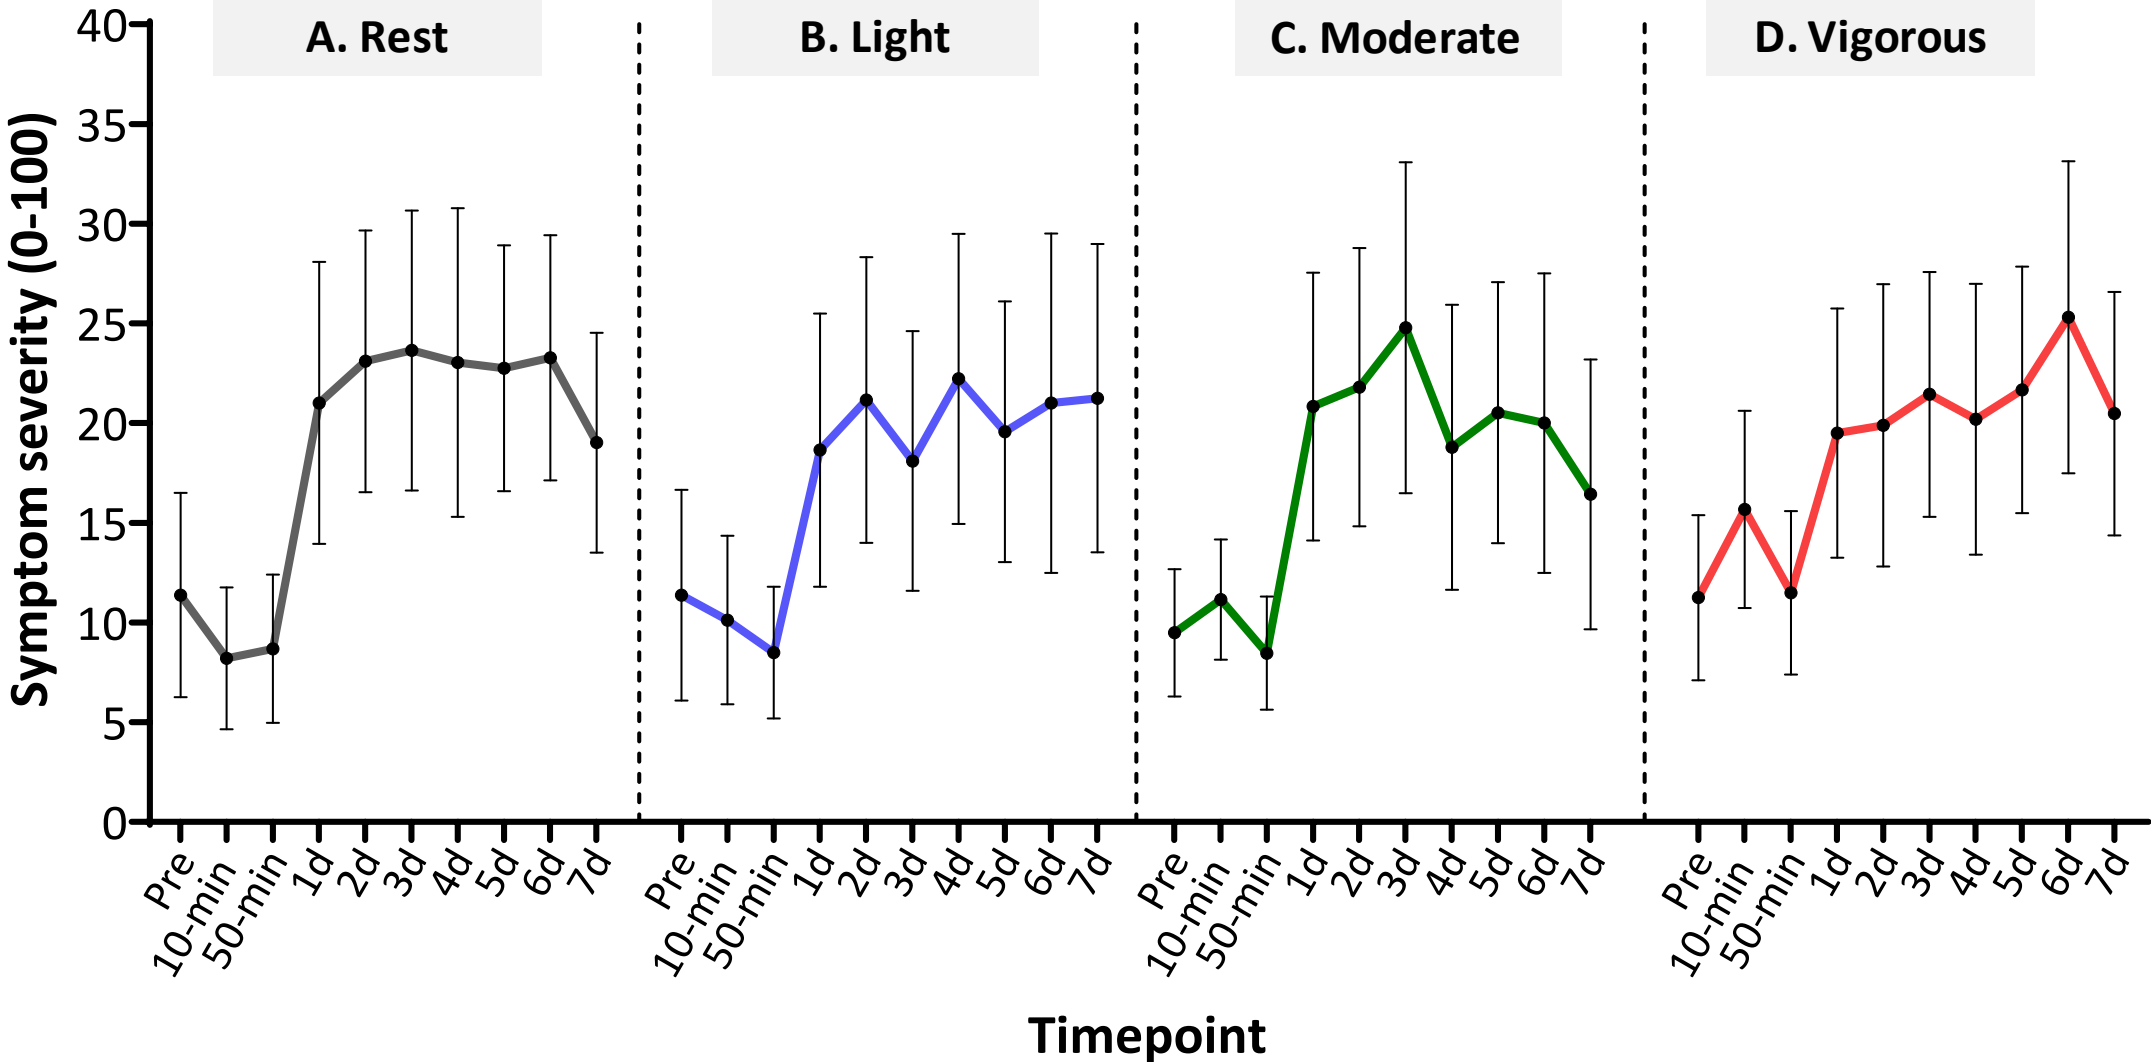 A. Rest
B. Light
C. Moderate
D. Vigorous
Symptom severity (0-100)
40
35
30
25
20
15
10
5
0
Pre
10-min
50-min
1d
2d
3d
4d
5d
6d
7d
Pre
10-min
50-min
1d
2d
3d
4d
5d
6d
7d
Pre
10-min
50-min
1d
2d
3d
4d
5d
6d
7d
Pre
10-min
50-min
1d
2d
3d
4d
5d
6d
7d
Timepoint